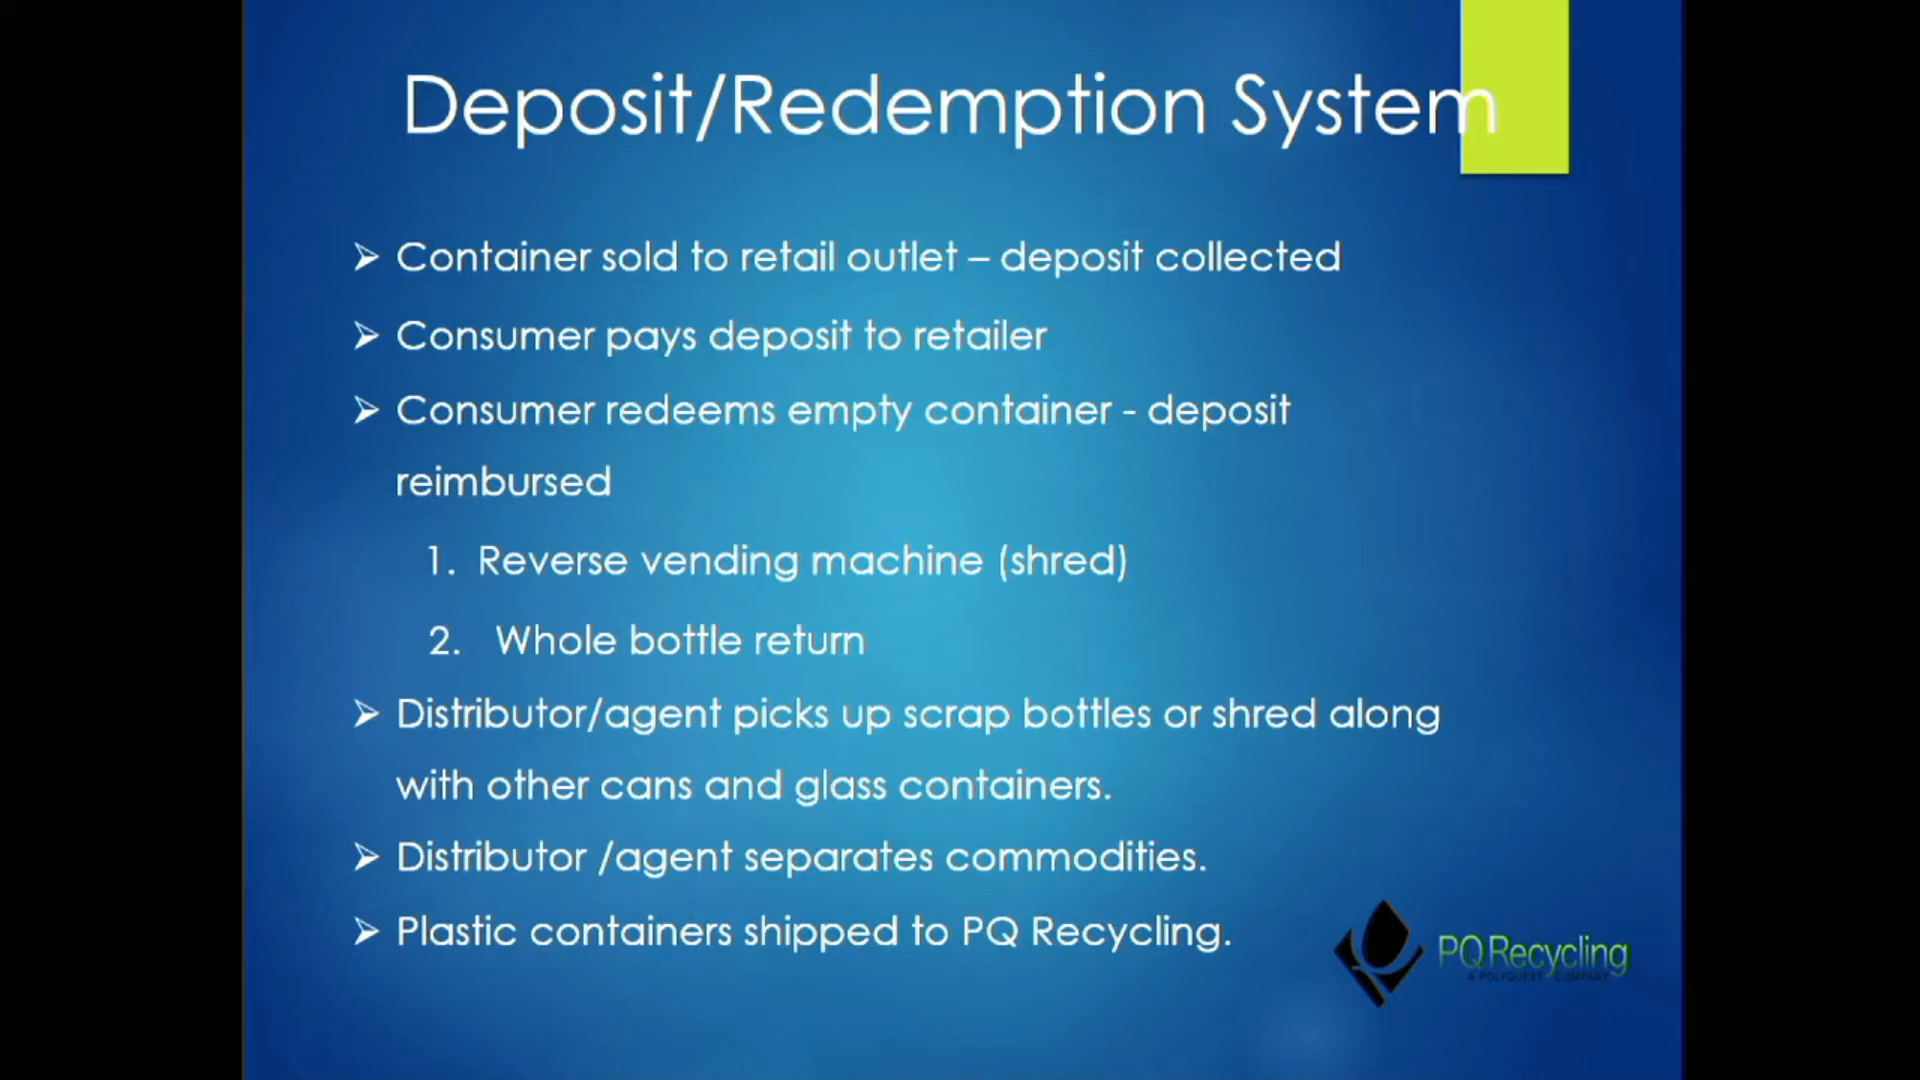 Deposit/Redemption System
➢ Container sold to retail outlet – deposit collected
➢ Consumer pays deposit to retailer
➢ Consumer redeems empty container - deposit
reimbursed
1. Reverse vending machine (shred)
2. Whole bottle return
➢ Distributor/agent picks up scrap bottles or shred along
with other cans and glass containers.
➢ Distributor /agent separates commodities.
➢ Plastic containers shipped to PQ Recycling.
PQ Recycling
A POLYQUEST COMPANY